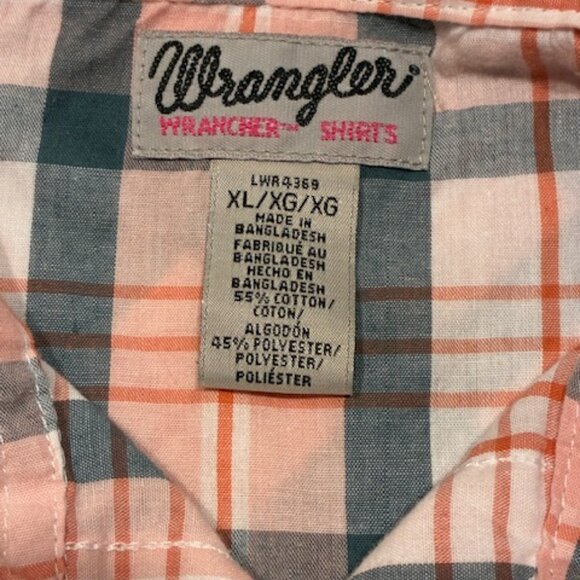 Wrangler®
WRANCHER™ SHIRTS
LWR4369
XL/XG/XG
MADE IN
BANGLADESH
FABRIQUÉ AU
BANGLADESH
HECHO EN
BANGLADESH
55% COTTON/
COTON/
ALGODÓN
45% POLYESTER/
POLYESTER/
POLIÉSTER